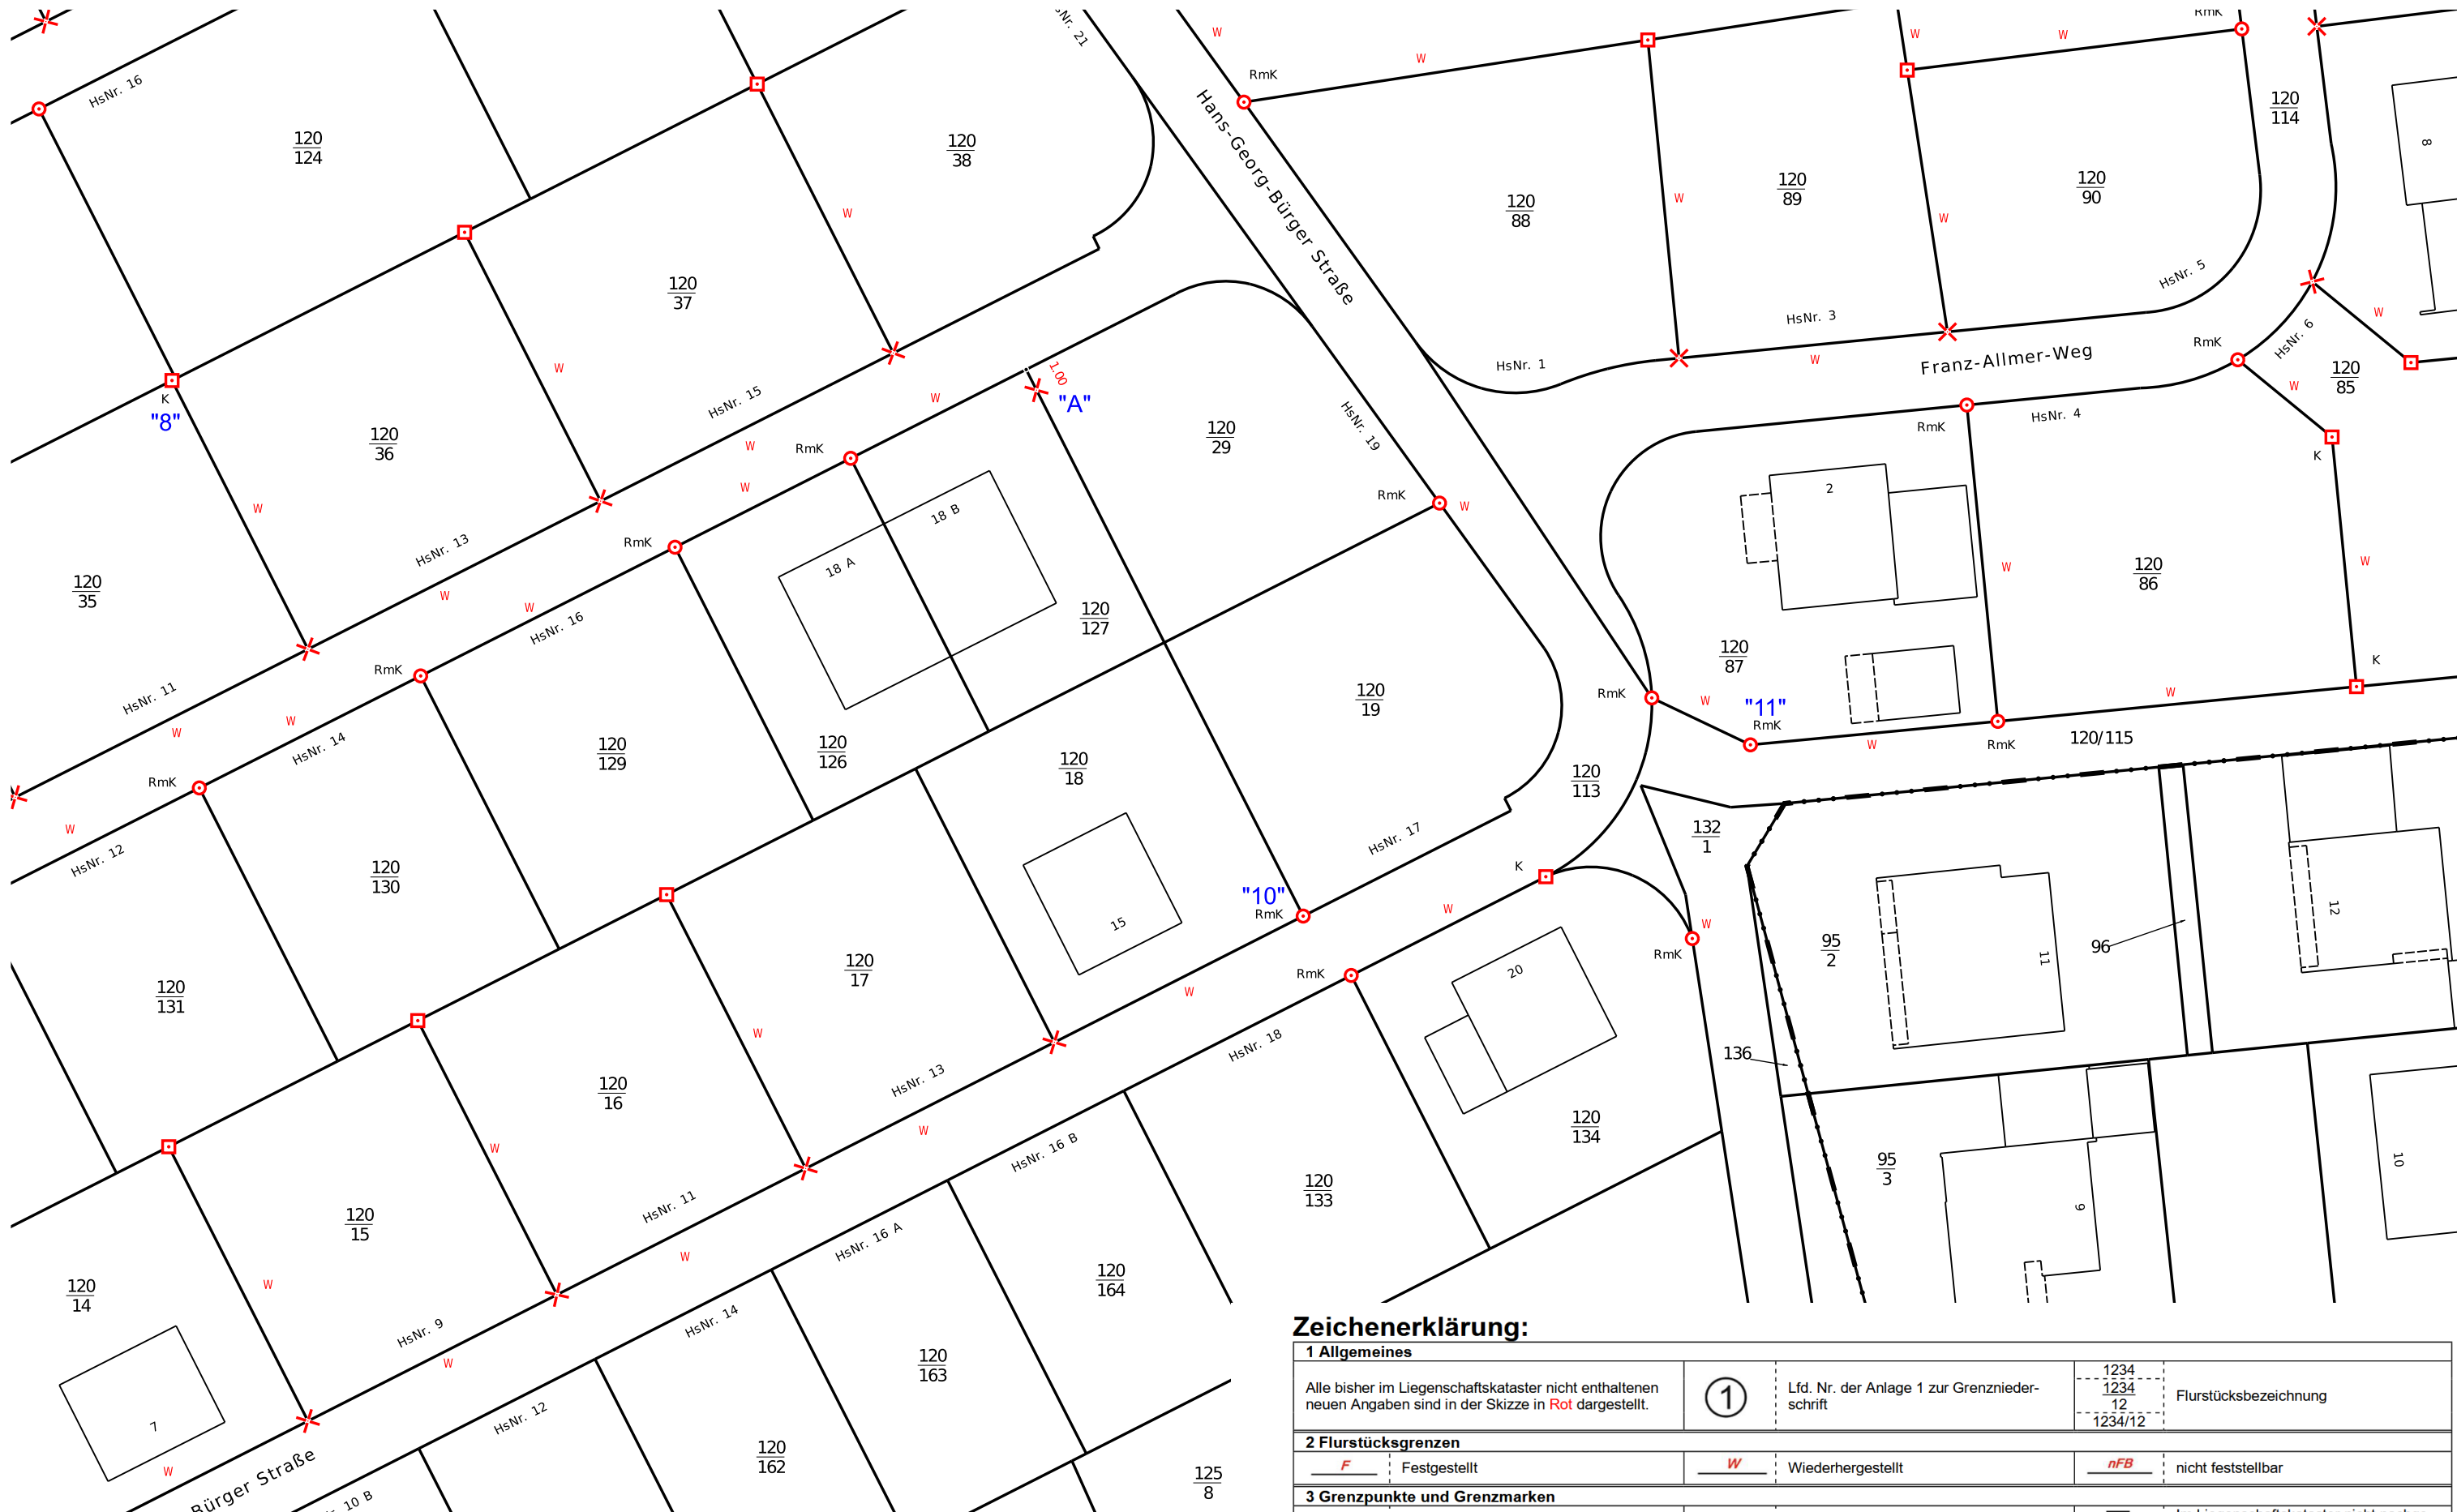 HsNr. 21
W
W
W
W
RmK
HsNr. 16
RmK
120
124
120
38
Hans-Georg-Bürger Straße
120
114
8
120
88
120
89
120
90
W
W
W
HsNr. 5
120
37
HsNr. 3
HsNr. 1
W
Franz-Allmer-Weg
RmK
HsNr. 6
W
W
120
85
W
1.00
"A"
K
"8"
HsNr. 15
W
HsNr. 19
RmK
HsNr. 4
120
36
120
29
RmK
W
K
W
RmK
W
2
W
18 B
HsNr. 13
RmK
18 A
120
35
W
W
HsNr. 16
120
127
W
120
86
W
120
87
K
RmK
HsNr. 11
W
W
HsNr. 14
120
19
RmK
W
"11"
RmK
W
W
RmK
120/115
120
129
120
126
120
18
120
113
RmK
W
HsNr. 12
132
1
HsNr. 17
120
130
K
"10"
RmK
W
15
W
RmK
12
95
2
11
96
120
131
120
17
RmK
20
W
W
HsNr. 18
136
120
16
HsNr. 13
W
W
HsNr. 16 B
120
134
95
3
10
9
120
133
120
15
HsNr. 11
HsNr. 16 A
W
W
120
14
120
164
HsNr. 9
HsNr. 14
W
7
120
163
HsNr. 12
W
Bürger Straße
120
162
10 B
125
8
Zeichenerklärung:
1 Allgemeines
Alle bisher im Liegenschaftskataster nicht enthaltenen
neuen Angaben sind in der Skizze in Rot dargestellt.
1
Lfd. Nr. der Anlage 1 zur Grenznieder-
schrift
1234
1234
12
1234/12
Flurstücksbezeichnung
2 Flurstücksgrenzen
F
Festgestellt
W
Wiederhergestellt
nFB
nicht feststellbar
3 Grenzpunkte und Grenzmarken